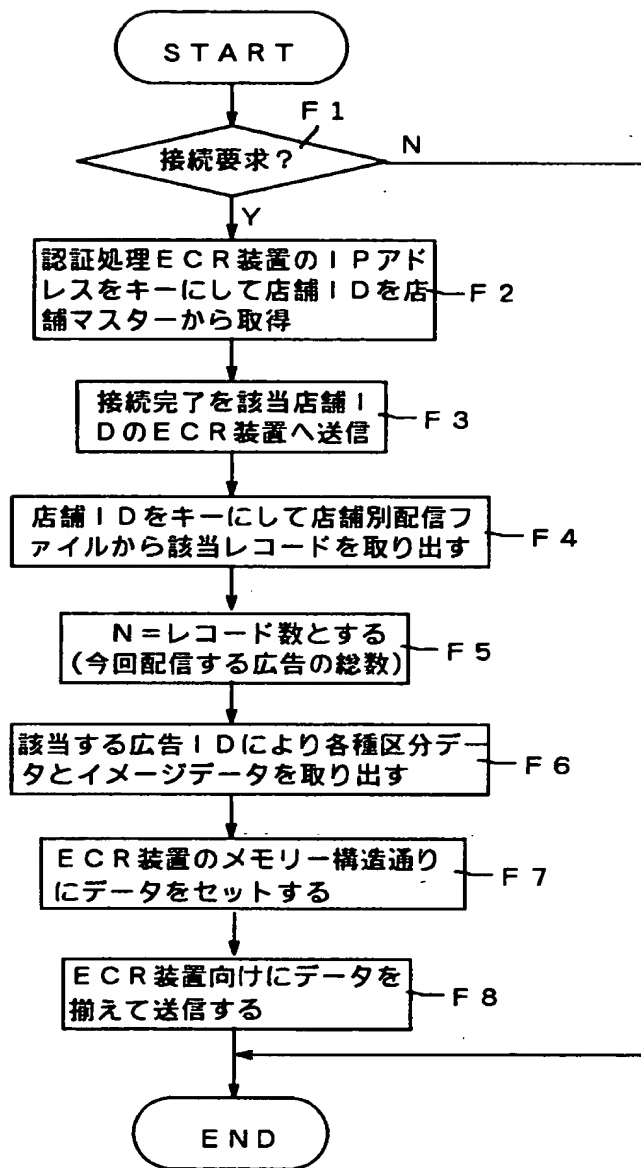 START
F1
接続要求?
N
Y
認証処理ECR装置のIPアド
レスをキーにして店舗IDを店
舗マスターから取得
F2
接続完了を該当店舗I
DのECR装置へ送信
F3
店舗IDをキーにして店舗別配信フ
ァイルから該当レコードを取り出す
F4
N=レコード数とする
(今回配信する広告の総数)
F5
該当する広告IDにより各種区分デー
タとイメージデータを取り出す
F6
ECR装置のメモリー構造通り
にデータをセットする
F7
ECR装置向けにデータを
揃えて送信する
F8
END